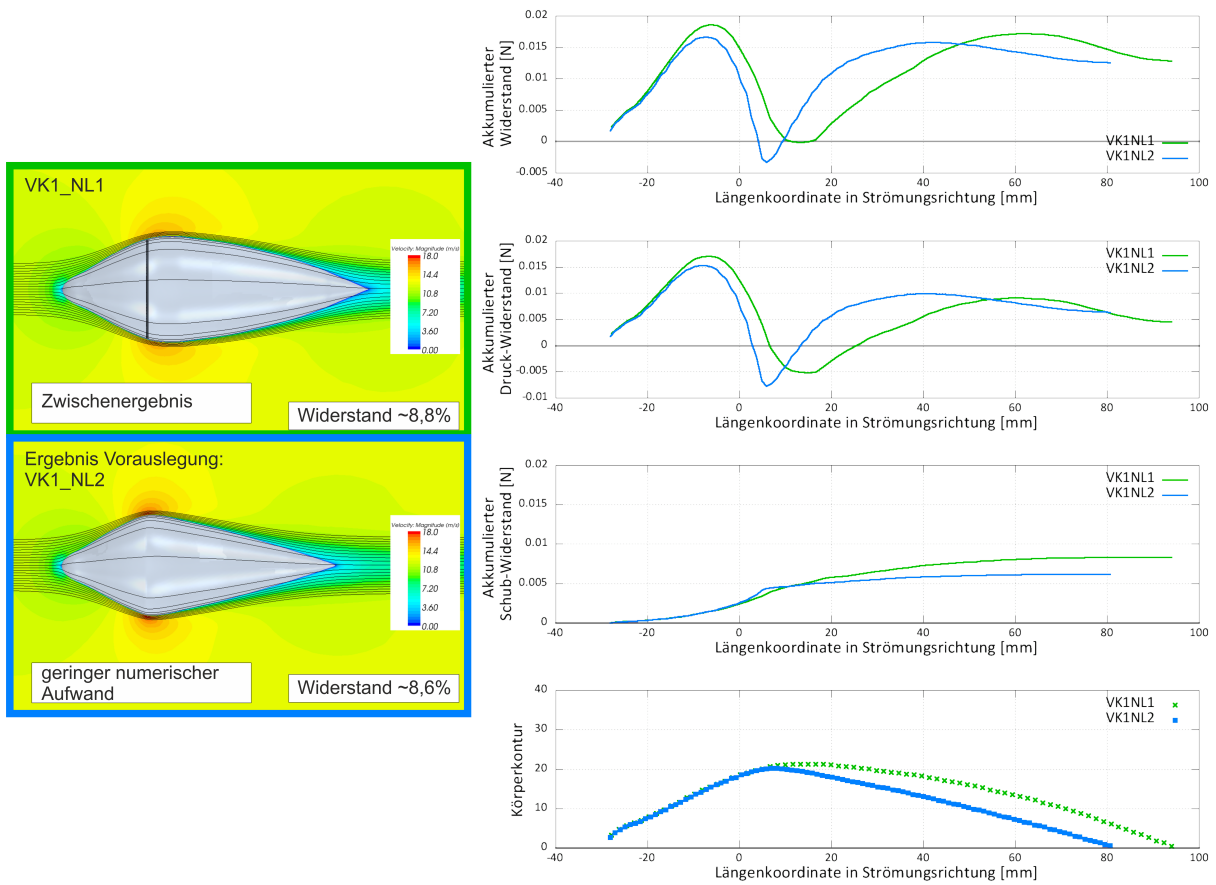 VK1_NL1
Velocity: Magnitude (m/s)
18.0
14.4
10.8
7.20
3.60
0.00
Zwischenergebnis
Widerstand ~8,8%
Ergebnis Vorauslegung:
VK1_NL2
Velocity: Magnitude (m/s)
18.0
14.4
10.8
7.20
3.60
0.00
geringer numerischer
Aufwand
Widerstand ~8,6%
Akkumulierter
Widerstand [N]
0.02
0.015
0.01
0.005
0
-0.005
VK1NL1
VK1NL2
-40 -20 0 20 40 60 80 100
Längenkoordinate in Strömungsrichtung [mm]
Akkumulierter
Druck-Widerstand [N]
0.02
0.015
0.01
0.005
0
-0.005
-0.01
VK1NL1
VK1NL2
-40 -20 0 20 40 60 80 100
Längenkoordinate in Strömungsrichtung [mm]
Akkumulierter
Schub-Widerstand [N]
0.02
0.015
0.01
0.005
0
VK1NL1
VK1NL2
-40 -20 0 20 40 60 80 100
Längenkoordinate in Strömungsrichtung [mm]
Körperkontur
40
30
20
10
0
VK1NL1
VK1NL2
-40 -20 0 20 40 60 80 100
Längenkoordinate in Strömungsrichtung [mm]